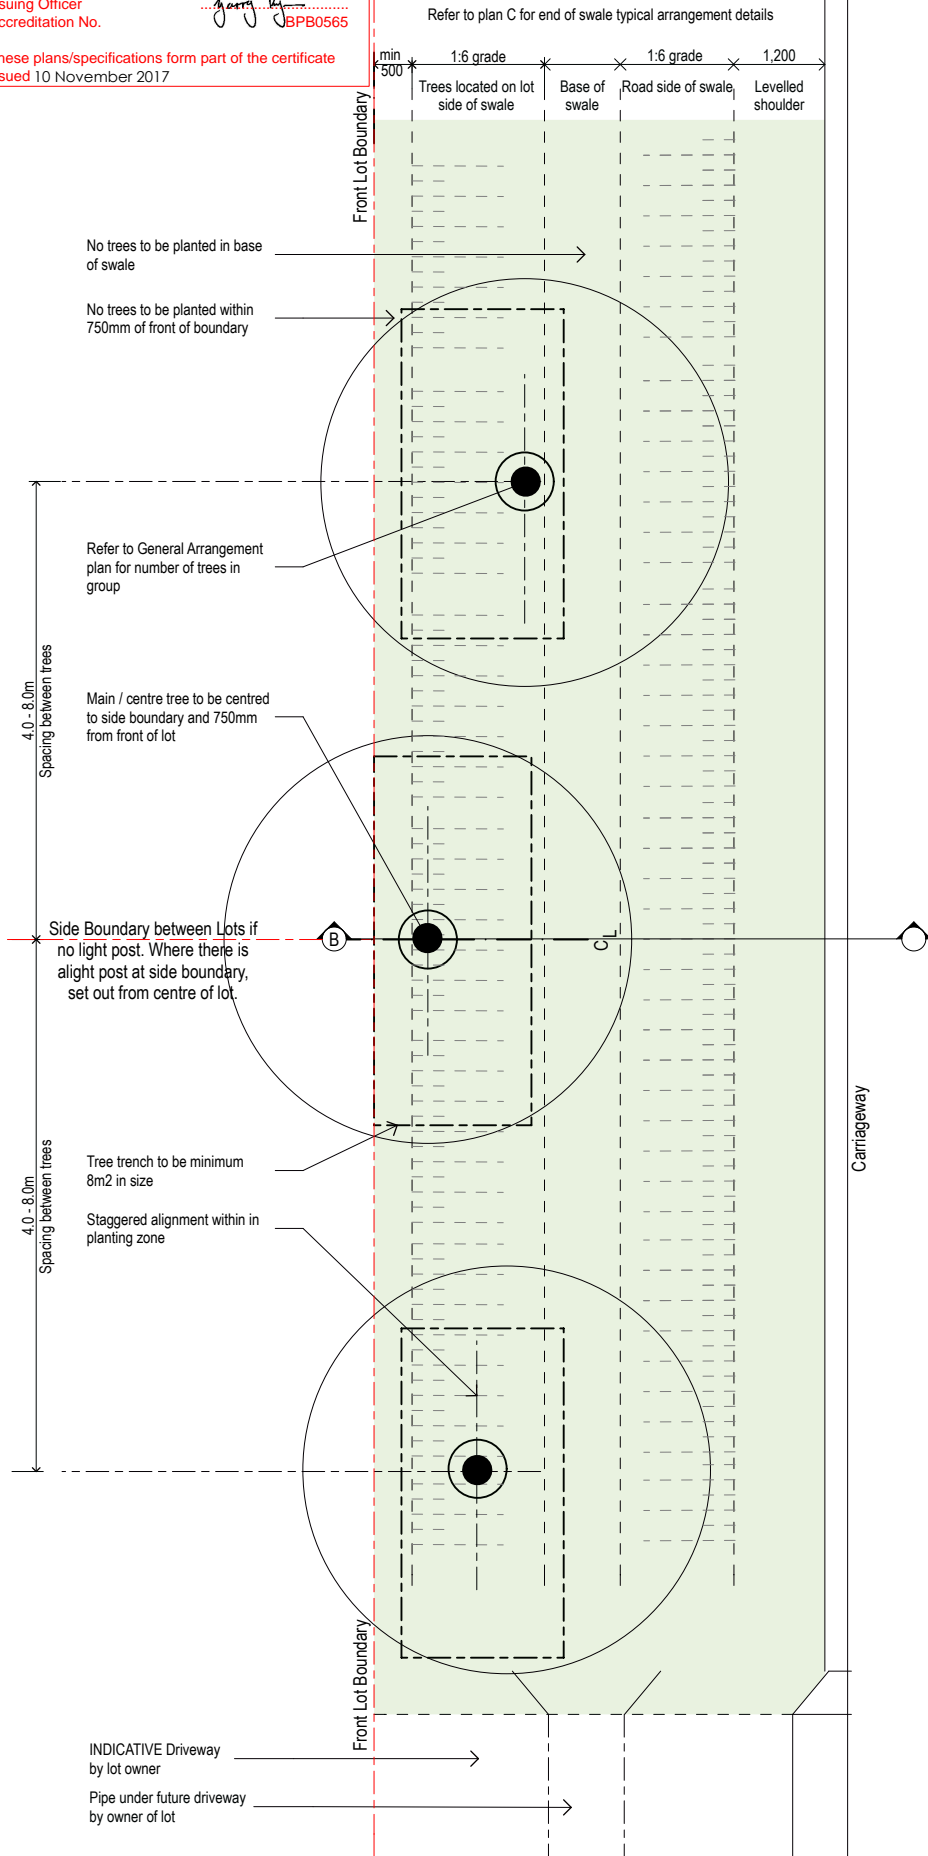 suing Officer
ccreditation No.
BPB0565
hese plans/specifications form part of the certificate
sued 10 November 2017
Refer to plan C for end of swale typical arrangement details
min
500
1:6 grade
1:6 grade
1,200
Trees located on lot
side of swale
Base of
swale
Road side of swale
Levelled
shoulder
Front Lot Boundary
No trees to be planted in base
of swale
No trees to be planted within
750mm of front of boundary
Refer to General Arrangement
plan for number of trees in
group
4.0 - 8.0m
Spacing between trees
Main / centre tree to be centred
to side boundary and 750mm
from front of lot
Side Boundary between Lots if
no light post. Where there is
alight post at side boundary,
set out from centre of lot.
B
CL
Carriageway
Tree trench to be minimum
8m2 in size
Staggered alignment within in
planting zone
4.0 - 8.0m
Spacing between trees
Front Lot Boundary
INDICATIVE Driveway
by lot owner
Pipe under future driveway
by owner of lot